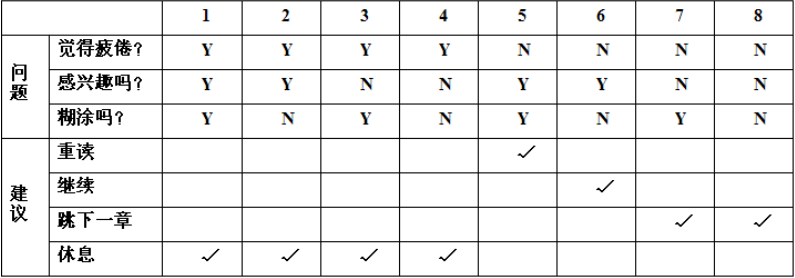 1 2 3 4 5 6 7 8
问题 觉得疲倦？ Y Y Y Y N N N N
感兴趣吗？ Y Y N N Y Y N N
糊涂吗？ Y N Y N Y N Y N
建议 重读 ✓
继续 ✓
跳下一章 ✓ ✓
休息 ✓ ✓ ✓ ✓